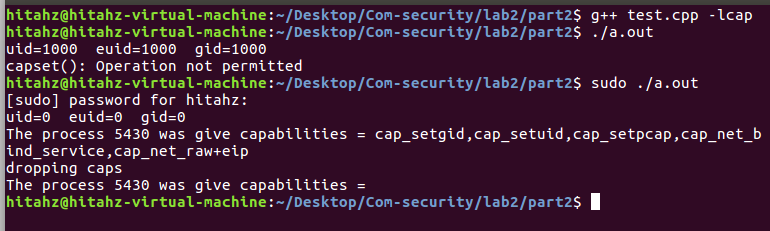 hitahz@hitahz-virtual-machine:~/Desktop/Com-security/lab2/part2$ g++ test.cpp -lcap
hitahz@hitahz-virtual-machine:~/Desktop/Com-security/lab2/part2$ ./a.out
uid=1000  euid=1000  gid=1000
capset(): Operation not permitted
hitahz@hitahz-virtual-machine:~/Desktop/Com-security/lab2/part2$ sudo ./a.out
[sudo] password for hitahz:
uid=0  euid=0  gid=0
The process 5430 was give capabilities = cap_setgid,cap_setuid,cap_setpcap,cap_net_b
ind_service,cap_net_raw+eip
dropping caps
The process 5430 was give capabilities =
hitahz@hitahz-virtual-machine:~/Desktop/Com-security/lab2/part2$